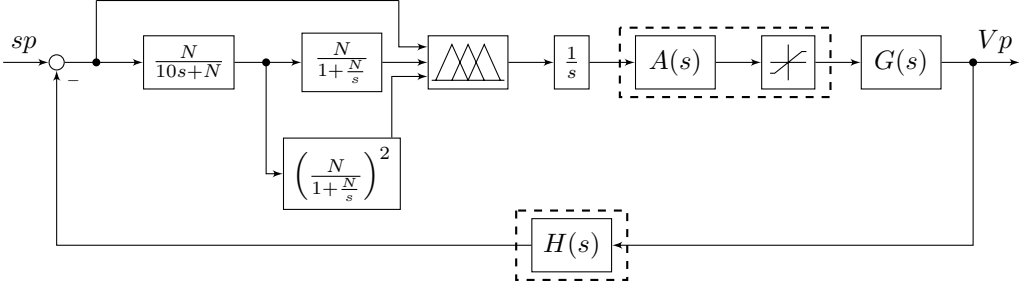 sp
−
N/(10s+N)
N/(1+N/s)
(N/(1+N/s))^2
1/s
A(s)
G(s)
Vp
H(s)